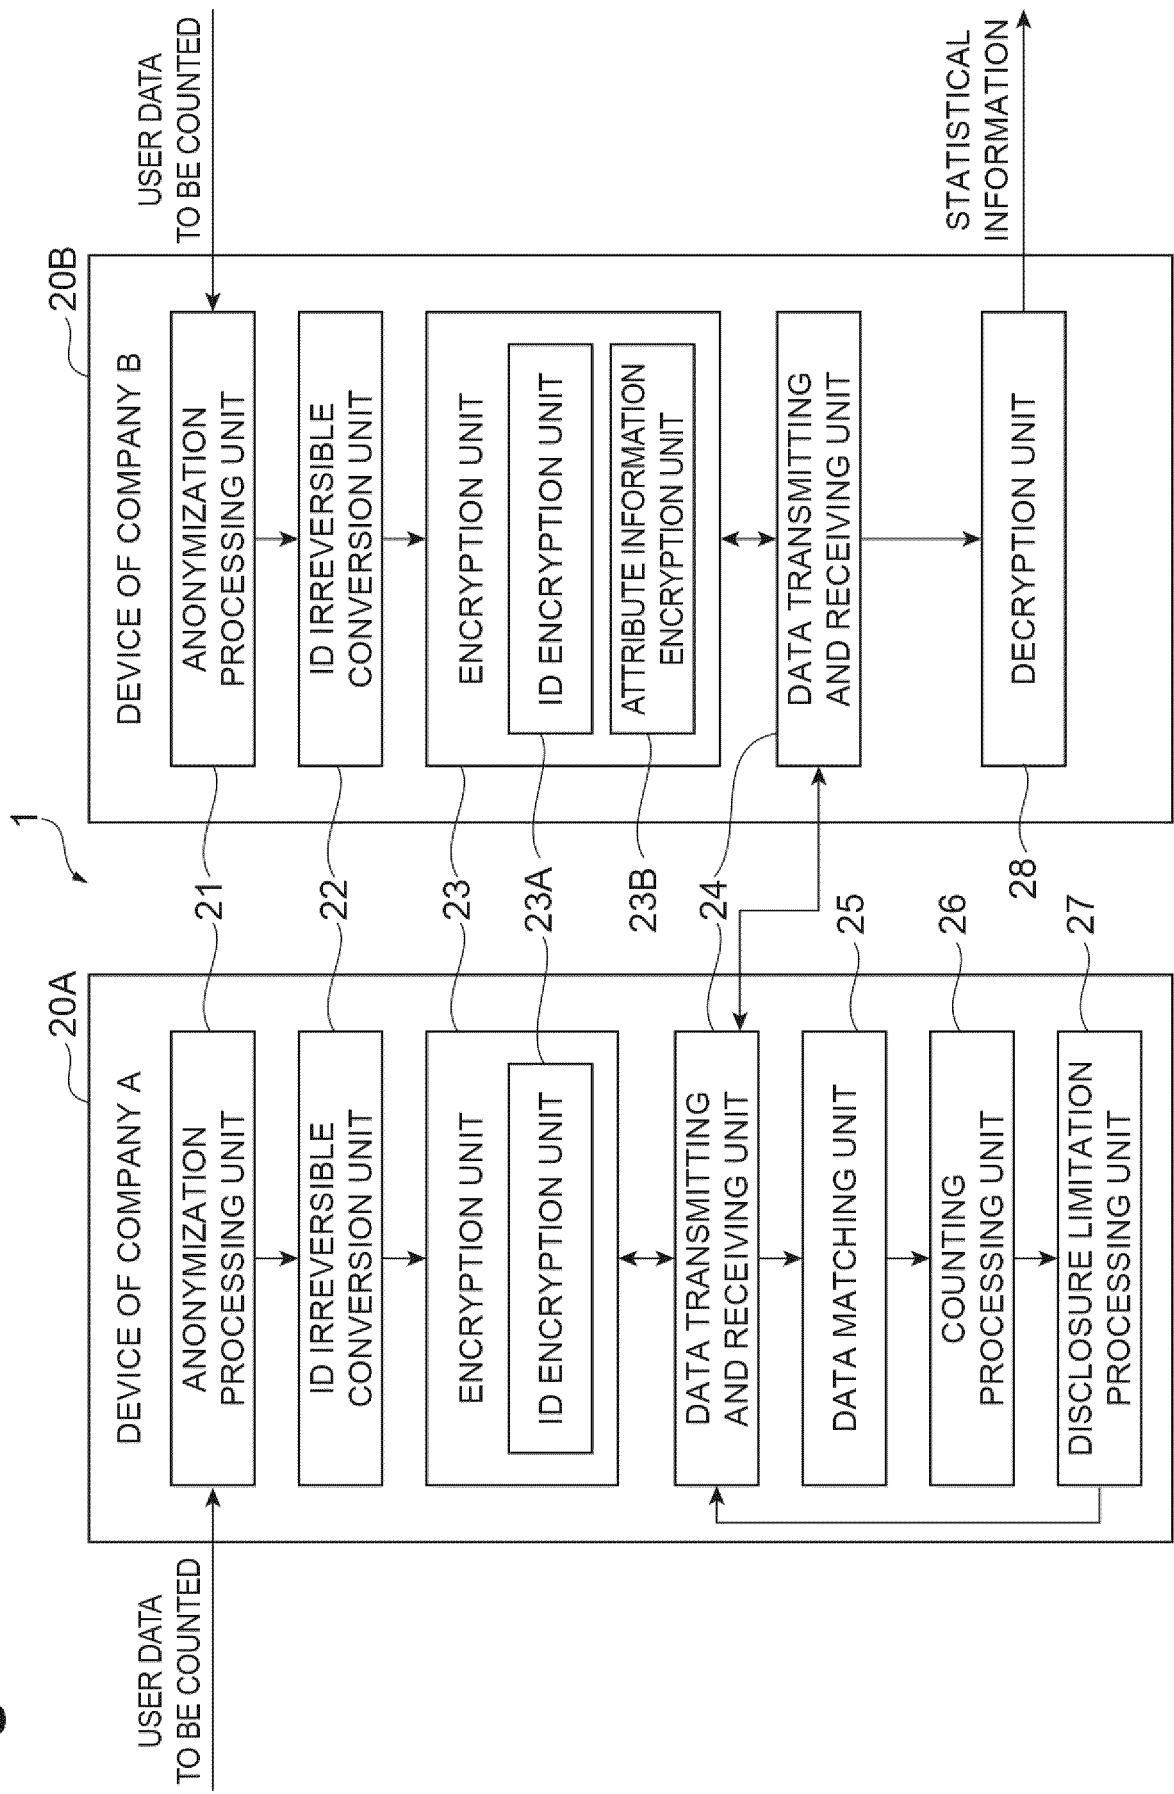 1
20A
DEVICE OF COMPANY A
USER DATA
TO BE COUNTED
ANONYMIZATION
PROCESSING UNIT
21
ID IRREVERSIBLE
CONVERSION UNIT
22
ENCRYPTION UNIT
23
ID ENCRYPTION UNIT
23A
DATA TRANSMITTING
AND RECEIVING UNIT
24
DATA MATCHING UNIT
25
COUNTING
PROCESSING UNIT
26
DISCLOSURE LIMITATION
PROCESSING UNIT
27
20B
DEVICE OF COMPANY B
USER DATA
TO BE COUNTED
ANONYMIZATION
PROCESSING UNIT
ID IRREVERSIBLE
CONVERSION UNIT
ENCRYPTION UNIT
ID ENCRYPTION UNIT
ATTRIBUTE INFORMATION
ENCRYPTION UNIT
23B
DATA TRANSMITTING
AND RECEIVING UNIT
DECRYPTION UNIT
28
STATISTICAL
INFORMATION